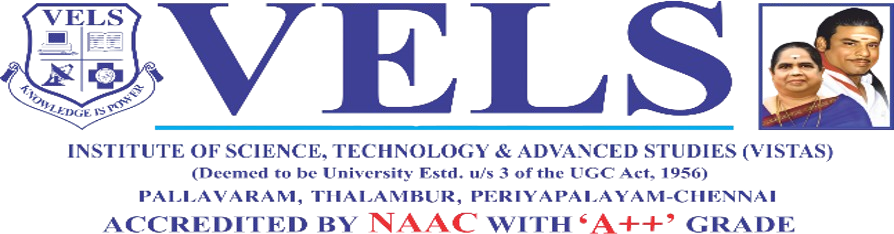 VELS
KNOWLEDGE IS POWER
VELS
INSTITUTE OF SCIENCE, TECHNOLOGY & ADVANCED STUDIES (VISTAS)
(Deemed to be University Estd. u/s 3 of the UGC Act, 1956)
PALLAVARAM, THALAMBUR, PERIYAPALAYAM-CHENNAI
ACCREDITED BY NAAC WITH ‘A++’ GRADE